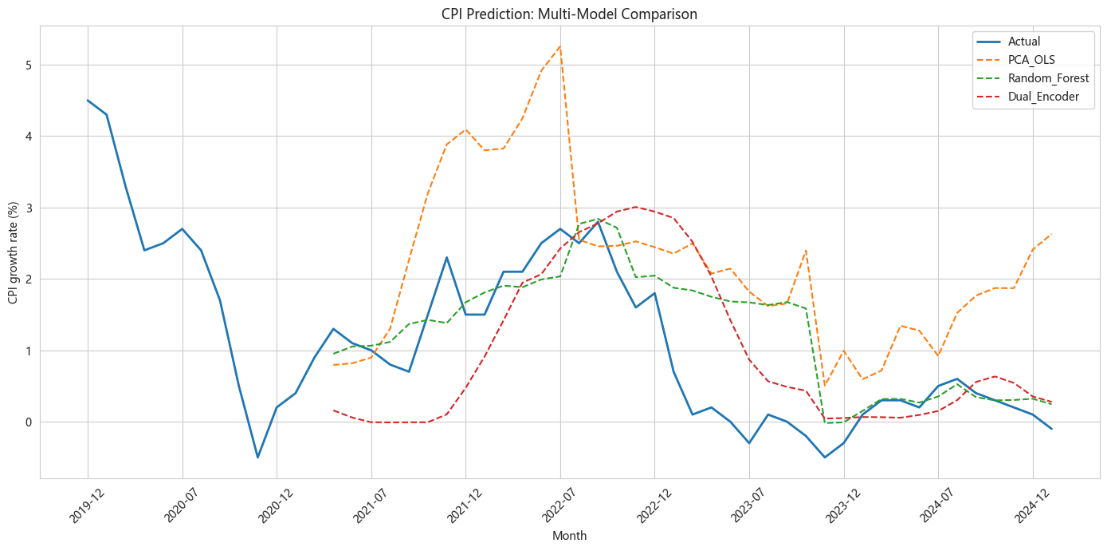 CPI Prediction: Multi-Model Comparison
Actual
PCA_OLS
Random_Forest
Dual_Encoder
CPI growth rate (%)
5
4
3
2
1
0
2019-12
2020-07
2020-12
2021-07
2021-12
2022-07
2022-12
2023-07
2023-12
2024-07
2024-12
Month